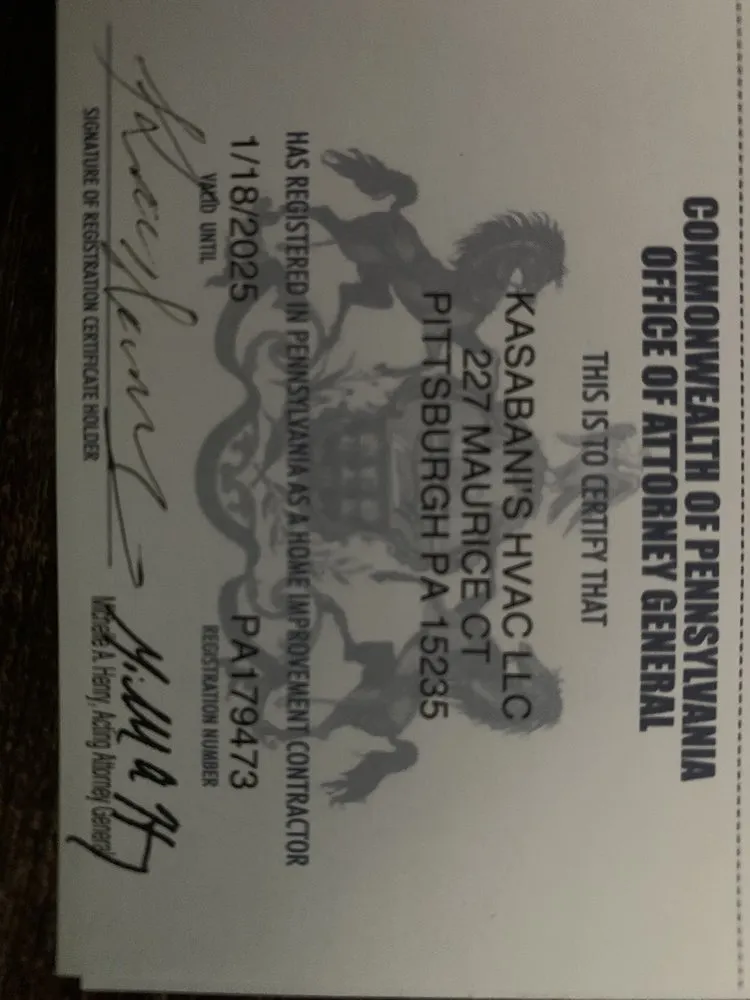 COMMONWEALTH OF PENNSYLVANIA
OFFICE OF ATTORNEY GENERAL
THIS IS TO CERTIFY THAT
KASABANI'S HVAC LLC
227 MAURICE CT
PITTSBURGH PA 15235
HAS REGISTERED IN PENNSYLVANIA AS A HOME IMPROVEMENT CONTRACTOR
1/18/2025 PA179473
VALID UNTIL REGISTRATION NUMBER
SIGNATURE OF REGISTRATION CERTIFICATE HOLDER
Michelle A. Henry, Acting Attorney General